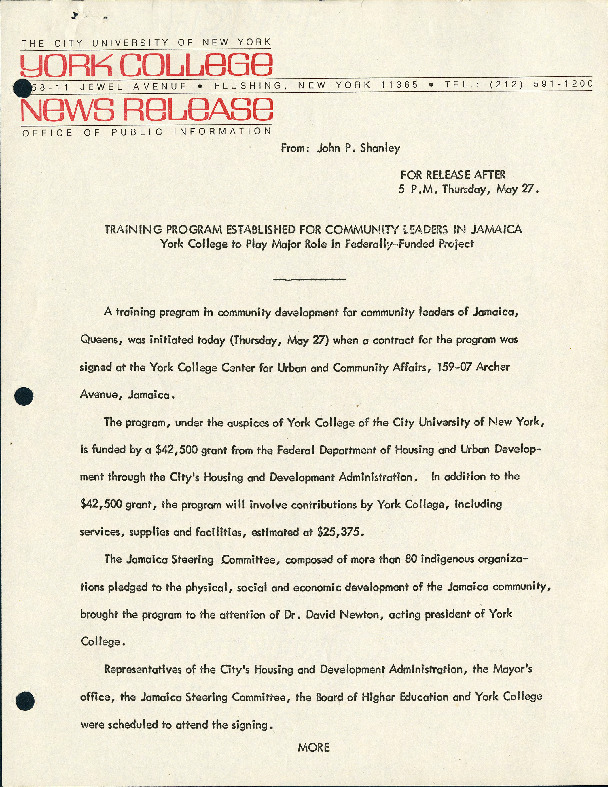 THE CITY UNIVERSITY OF NEW YORK
YORK COLLEGE
58-11 JEWEL AVENUE • FLUSHING, NEW YORK 11365 • TEL.: (212) 591-1200
NEWS RELEASE
OFFICE OF PUBLIC INFORMATION
From: John P. Shanley
FOR RELEASE AFTER
5 P.M. Thursday, May 27.
TRAINING PROGRAM ESTABLISHED FOR COMMUNITY LEADERS IN JAMAICA
York College to Play Major Role in Federally-Funded Project
A training program in community development for community leaders of Jamaica,
Queens, was initiated today (Thursday, May 27) when a contract for the program was
signed at the York College Center for Urban and Community Affairs, 159-07 Archer
Avenue, Jamaica.
The program, under the auspices of York College of the City University of New York,
is funded by a $42,500 grant from the Federal Department of Housing and Urban Develop-
ment through the City's Housing and Development Administration. In addition to the
$42,500 grant, the program will involve contributions by York College, including
services, supplies and facilities, estimated at $25,375.
The Jamaica Steering Committee, composed of more than 80 indigenous organiza-
tions pledged to the physical, social and economic development of the Jamaica community,
brought the program to the attention of Dr. David Newton, acting president of York
College.
Representatives of the City's Housing and Development Administration, the Mayor's
office, the Jamaica Steering Committee, the Board of Higher Education and York College
were scheduled to attend the signing.
MORE